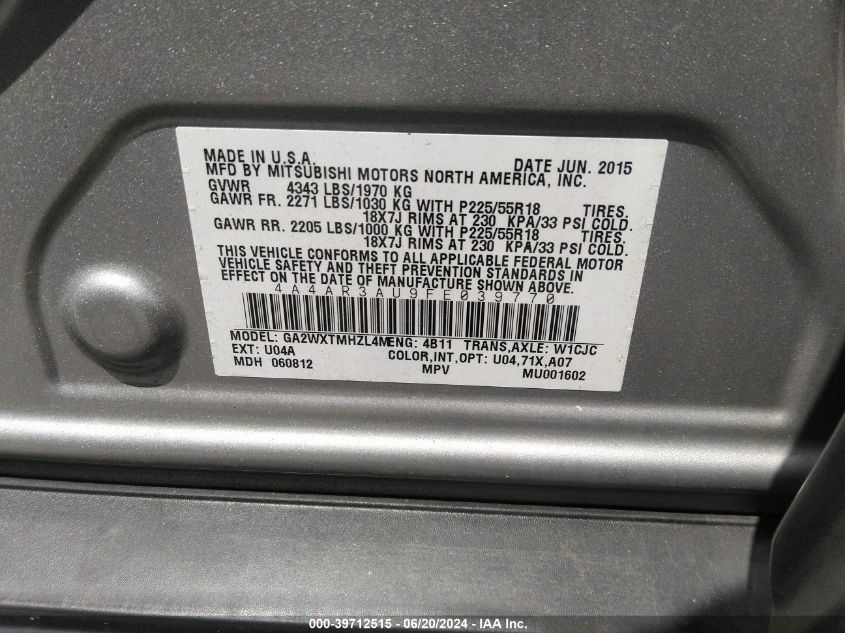 MADE IN U.S.A. DATE JUN. 2015
MFD BY MITSUBISHI MOTORS NORTH AMERICA, INC.
GVWR 4343 LBS/1970 KG
GAWR FR. 2271 LBS/1030 KG WITH P225/55R18 TIRES.
18X7J RIMS AT 230 KPA/33 PSI COLD.
GAWR RR. 2205 LBS/1000 KG WITH P225/55R18 TIRES.
18X7J RIMS AT 230 KPA/33 PSI COLD.
THIS VEHICLE CONFORMS TO ALL APPLICABLE FEDERAL MOTOR
VEHICLE SAFETY AND THEFT PREVENTION STANDARDS IN
EFFECT ON THE DATE OF MANUFACTURE SHOWN ABOVE.
4A4AR3AU9FE039770
MODEL: GA2WXTMHZL4MENG: 4B11 TRANS,AXLE: W1CJC
EXT: U04A COLOR,INT,OPT: U04,71X,A07
MDH 060812 MPV MU001602
000-39712515 - 06/20/2024 - IAA Inc.